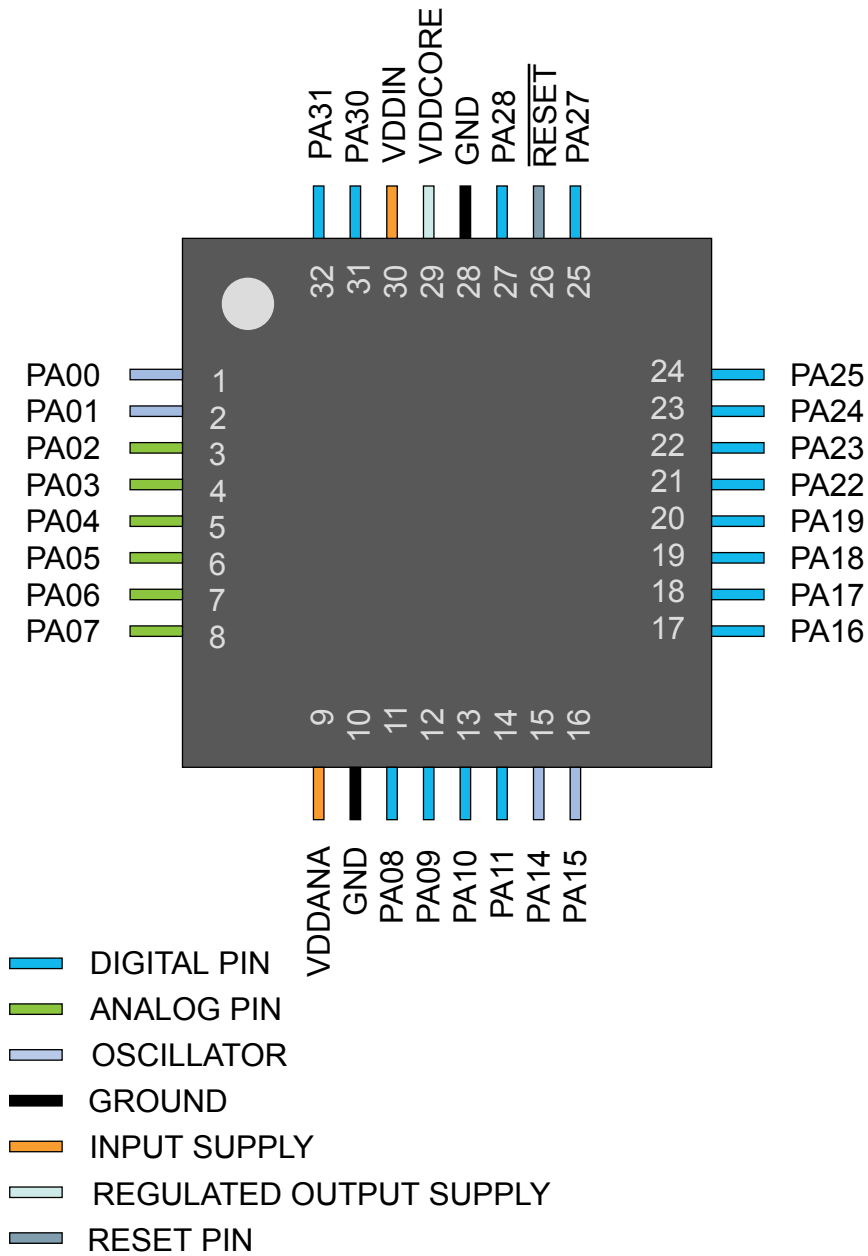 PA31
PA30
VDDIN
VDDCORE
GND
PA28
RESET
PA27
32
31
30
29
28
27
26
25
PA00
1
PA01
2
PA02
3
PA03
4
PA04
5
PA05
6
PA06
7
PA07
8
24
PA25
23
PA24
22
PA23
21
PA22
20
PA19
19
PA18
18
PA17
17
PA16
9
10
11
12
13
14
15
16
VDDANA
GND
PA08
PA09
PA10
PA11
PA14
PA15
DIGITAL PIN
ANALOG PIN
OSCILLATOR
GROUND
INPUT SUPPLY
REGULATED OUTPUT SUPPLY
RESET PIN